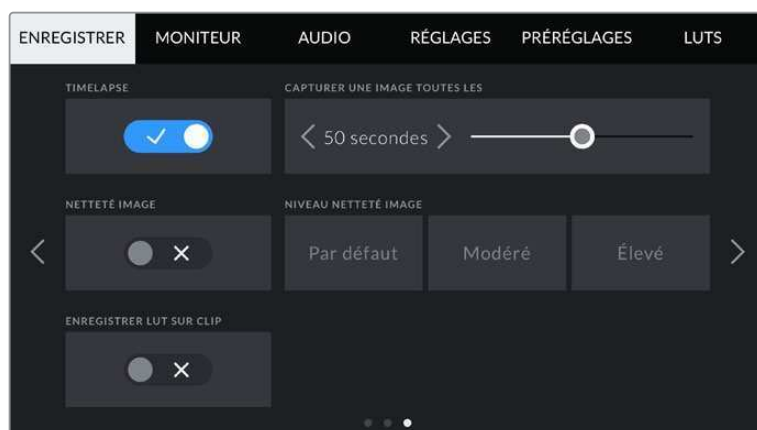 ENREGISTRER MONITEUR AUDIO RÉGLAGES PRÉRÉGLAGES LUTS
TIMELAPSE CAPTURER UNE IMAGE TOUTES LES
50 secondes
NETTETÉ IMAGE NIVEAU NETTETÉ IMAGE
Par défaut Modéré Élevé
ENREGISTRER LUT SUR CLIP